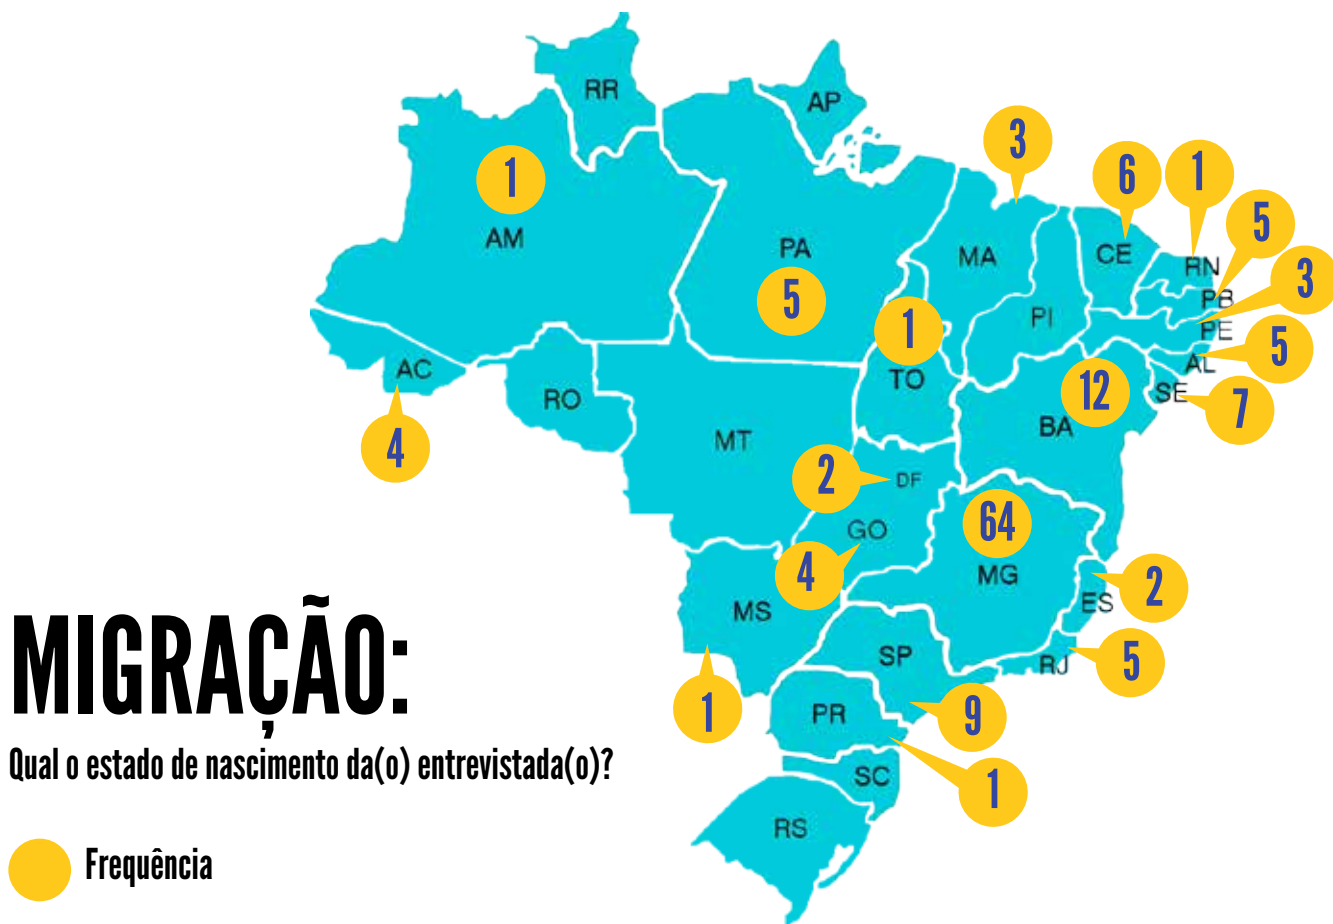 RR
AP
3
1
6
1
AM
PA
MA
CE
RN
5
5
PB
3
1
PI
PE
AC
TO
12
AL
5
RO
SE
7
4
MT
BA
2
DF
64
GO
4
MG
2
MS
ES
MIGRAÇÃO:
SP
RJ
5
1
PR
9
Qual o estado de nascimento da(o) entrevistada(o)?
SC
1
RS
Frequência